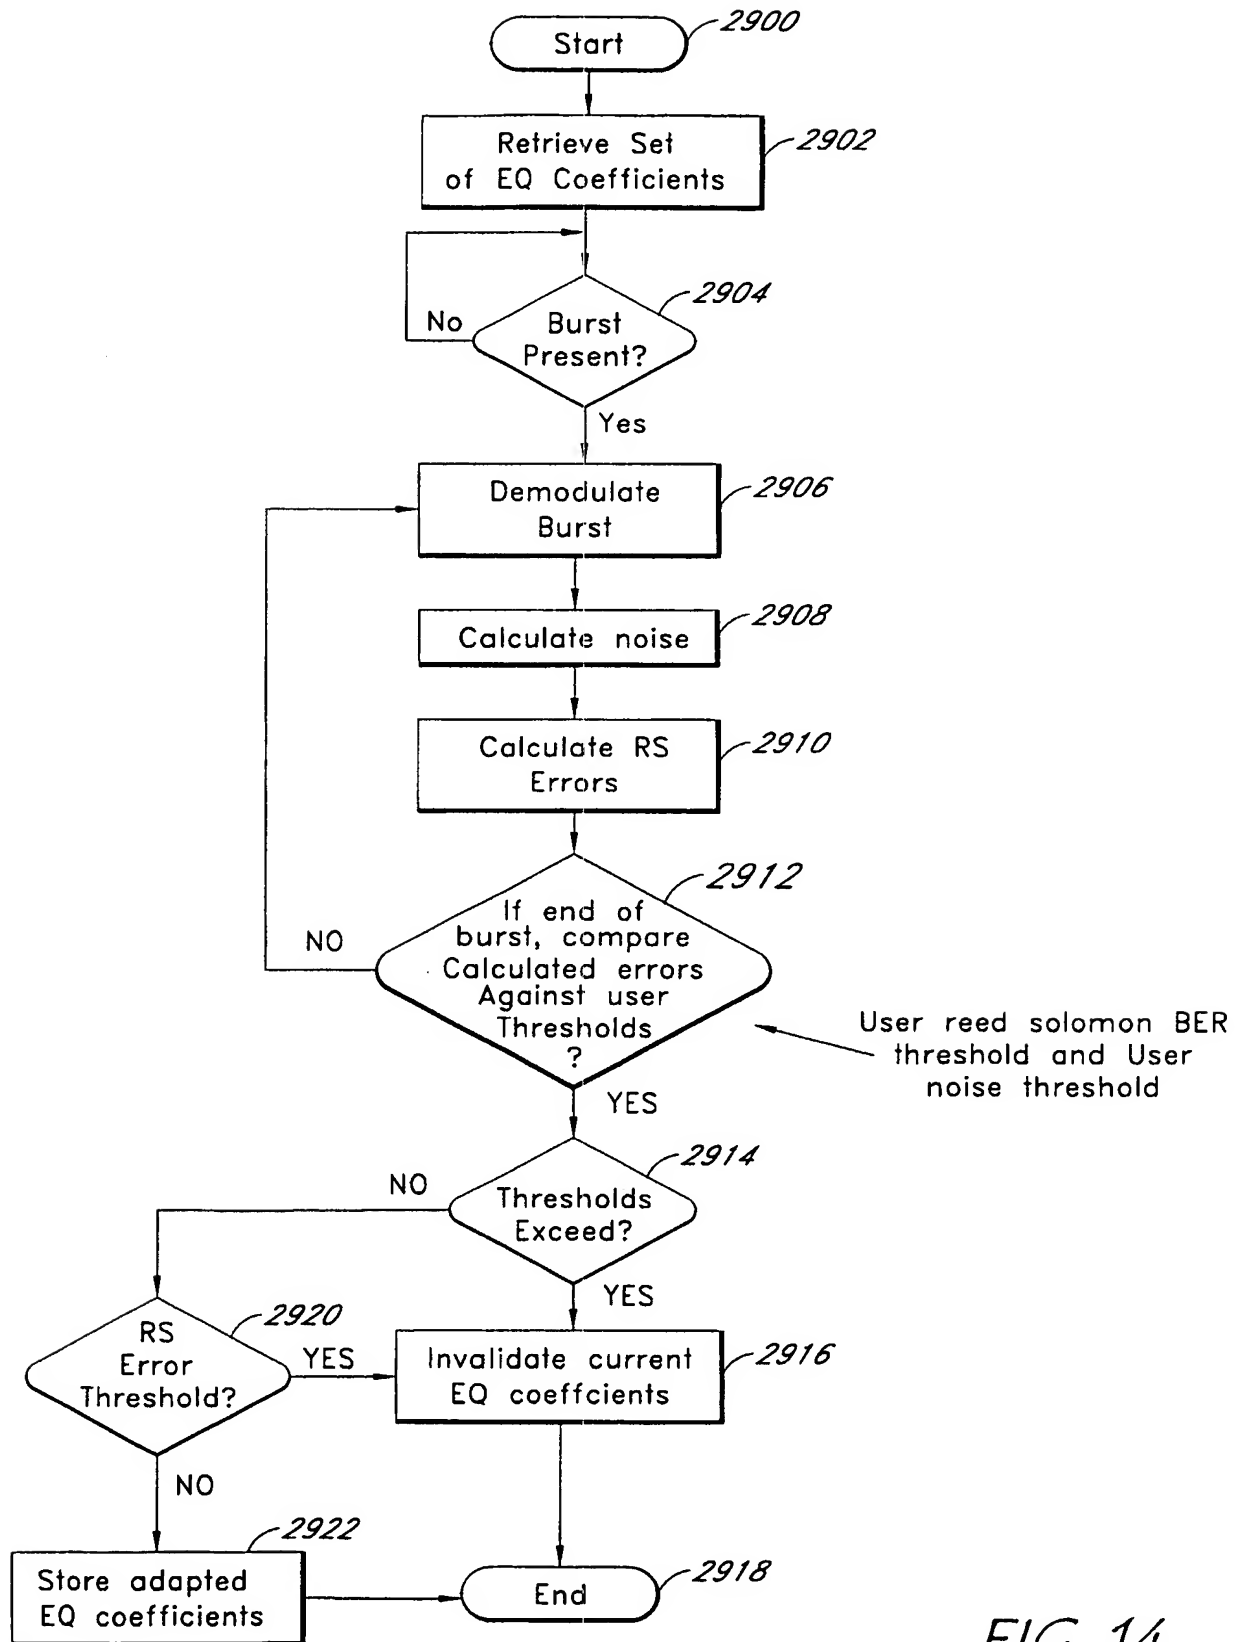 Start
2900
Retrieve Set
of EQ Coefficients
2902
No
Burst
Present?
2904
Yes
Demodulate
Burst
2906
Calculate noise
2908
Calculate RS
Errors
2910
NO
If end of
burst, compare
Calculated errors
Against user
Thresholds
?
2912
User reed solomon BER
threshold and User
noise threshold
YES
NO
Thresholds
Exceed?
2914
YES
RS
Error
Threshold?
2920
YES
Invalidate current
EQ coeffcients
2916
NO
Store adapted
EQ coefficients
2922
End
2918
FIG. 14